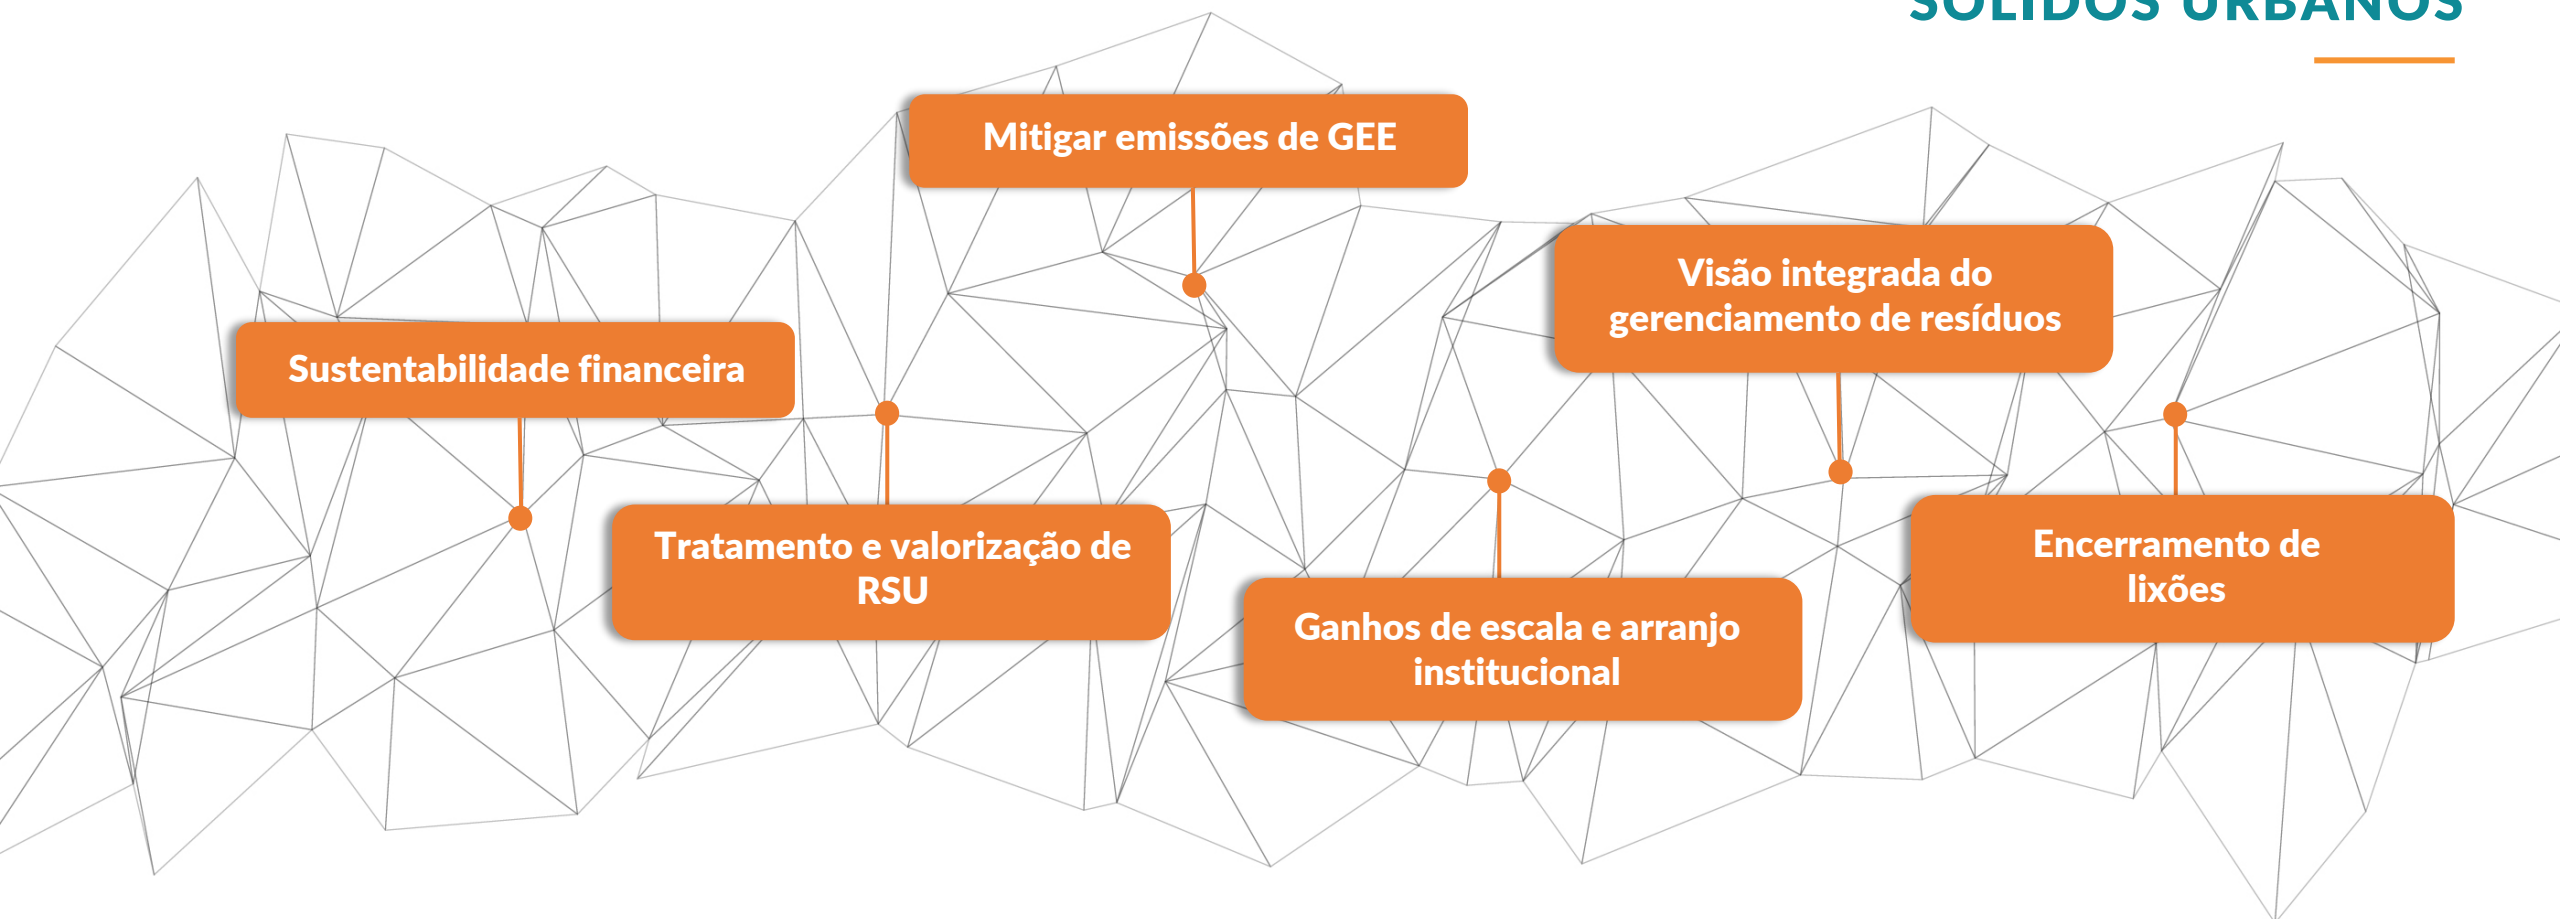 SÓLIDOS URBANOS
Mitigar emissões de GEE
Visão integrada do
gerenciamento de resíduos
Sustentabilidade financeira
Tratamento e valorização de
RSU
Encerramento de
lixões
Ganhos de escala e arranjo
institucional